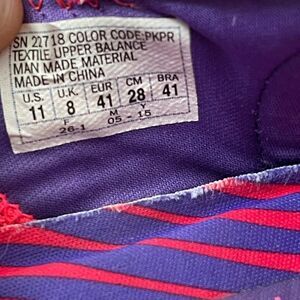 SN 22718 COLOR CODE:PKPR
TEXTILE UPPER BALANCE
MAN MADE MATERIAL
MADE IN CHINA
U.S. U.K. EUR CM BRA
11 8 41 28 41
F M Y
26-1 05 - 15